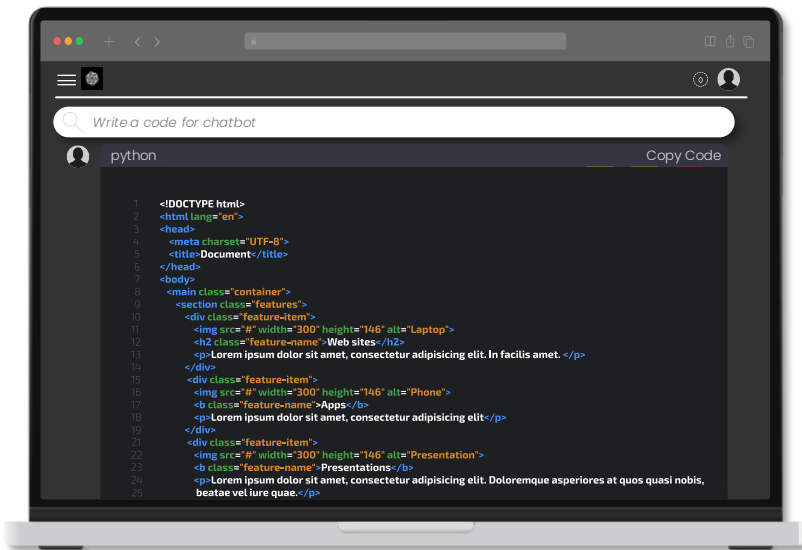 Write a code for chatbot
python Copy Code
1 <!DOCTYPE html>
2 <html lang="en">
3 <head>
4 <meta charset="UTF-8">
5 <title>Document</title>
6 </head>
7 <body>
8 <main class="container">
9 <section class="features">
10 <div class="feature-item">
11 <img src="#" width="300" height="146" alt="Laptop">
12 <h2 class="feature-name">Web sites</h2>
13 <p>Lorem ipsum dolor sit amet, consectetur adipisicing elit. In facilis amet. </p>
14 </div>
15 <div class="feature-item">
16 <img src="#" width="300" height="146" alt="Phone">
17 <b class="feature-name">Apps</b>
18 <p>Lorem ipsum dolor sit amet, consectetur adipisicing elit</p>
19 </div>
21 <div class="feature-item">
22 <img src="#" width="300" height="146" alt="Presentation">
23 <b class="feature-name">Presentations</b>
24 <p>Lorem ipsum dolor sit amet, consectetur adipisicing elit. Doloremque asperiores at quos quasi nobis,
25 beatae vel iure quae.</p>